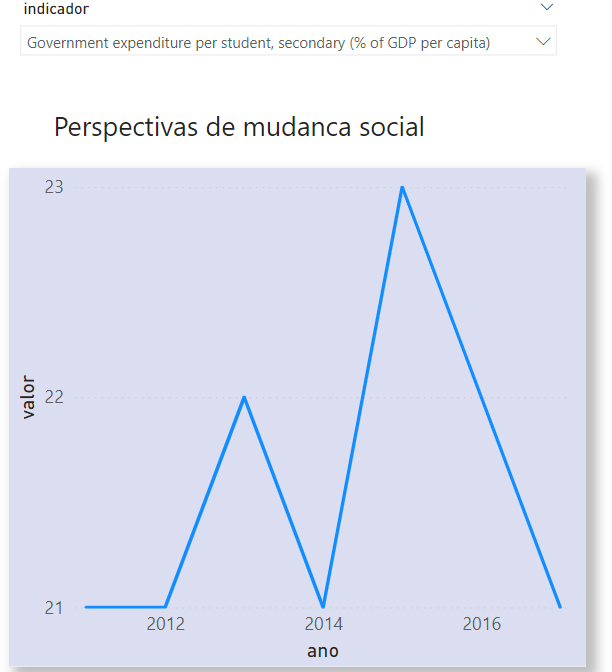 indicador
Government expenditure per student, secondary (% of GDP per capita)
Perspectivas de mudanca social
23
22
21
valor
2012 2014 2016
ano